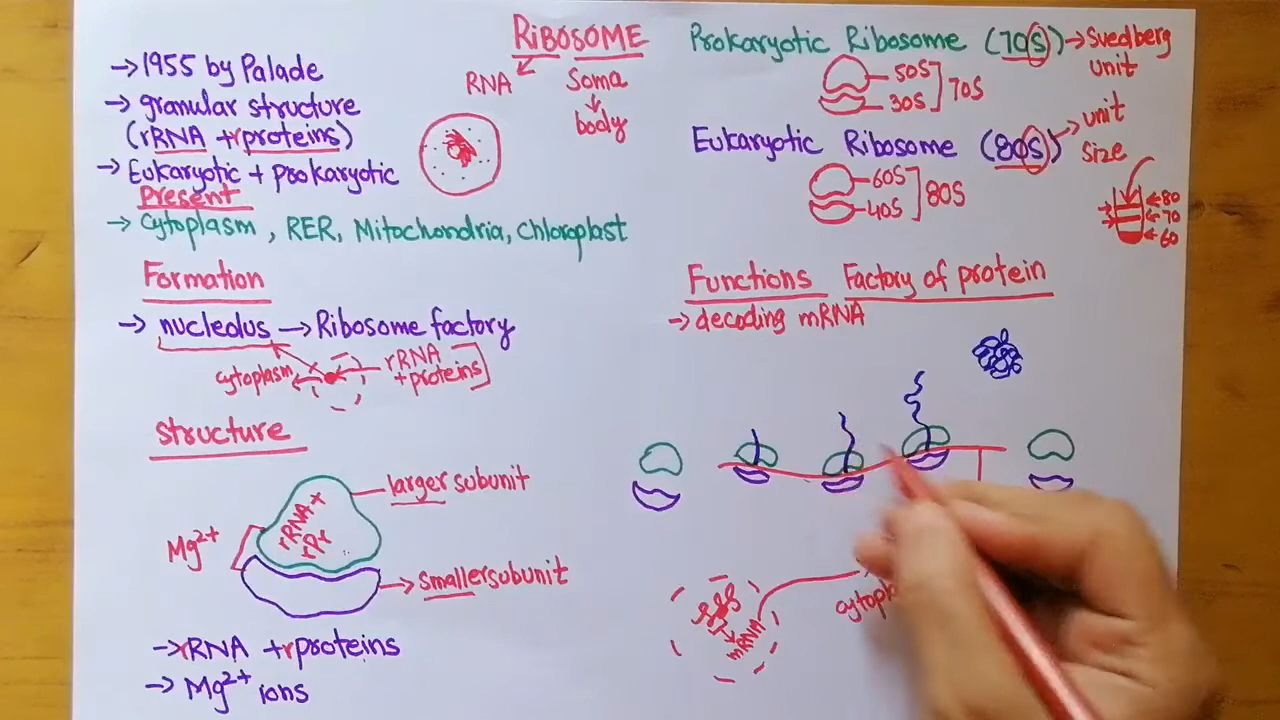 RiBOSOME
RNA
Soma
body
→ 1955 by Palade
→ granular structure
(rRNA + rproteins)
→ Eukaryotic + prokaryotic
Present
→ Cytoplasm, RER, Mitochondria, Chloroplast
Formation
→ nucleolus → Ribosome factory
cytoplasm
rRNA
+ proteins
Structure
larger subunit
rRNA +
rPr
Mg2+
smaller subunit
→ rRNA + rproteins
→ Mg2+ ions
Prokaryotic Ribosome (70S) → Svedberg
unit
50S
30S
70S
Eukaryotic Ribosome (80S) → unit
size
60S
40S
80S
← 80
← 70
← 60
Functions Factory of protein
→ decoding mRNA
mRNA